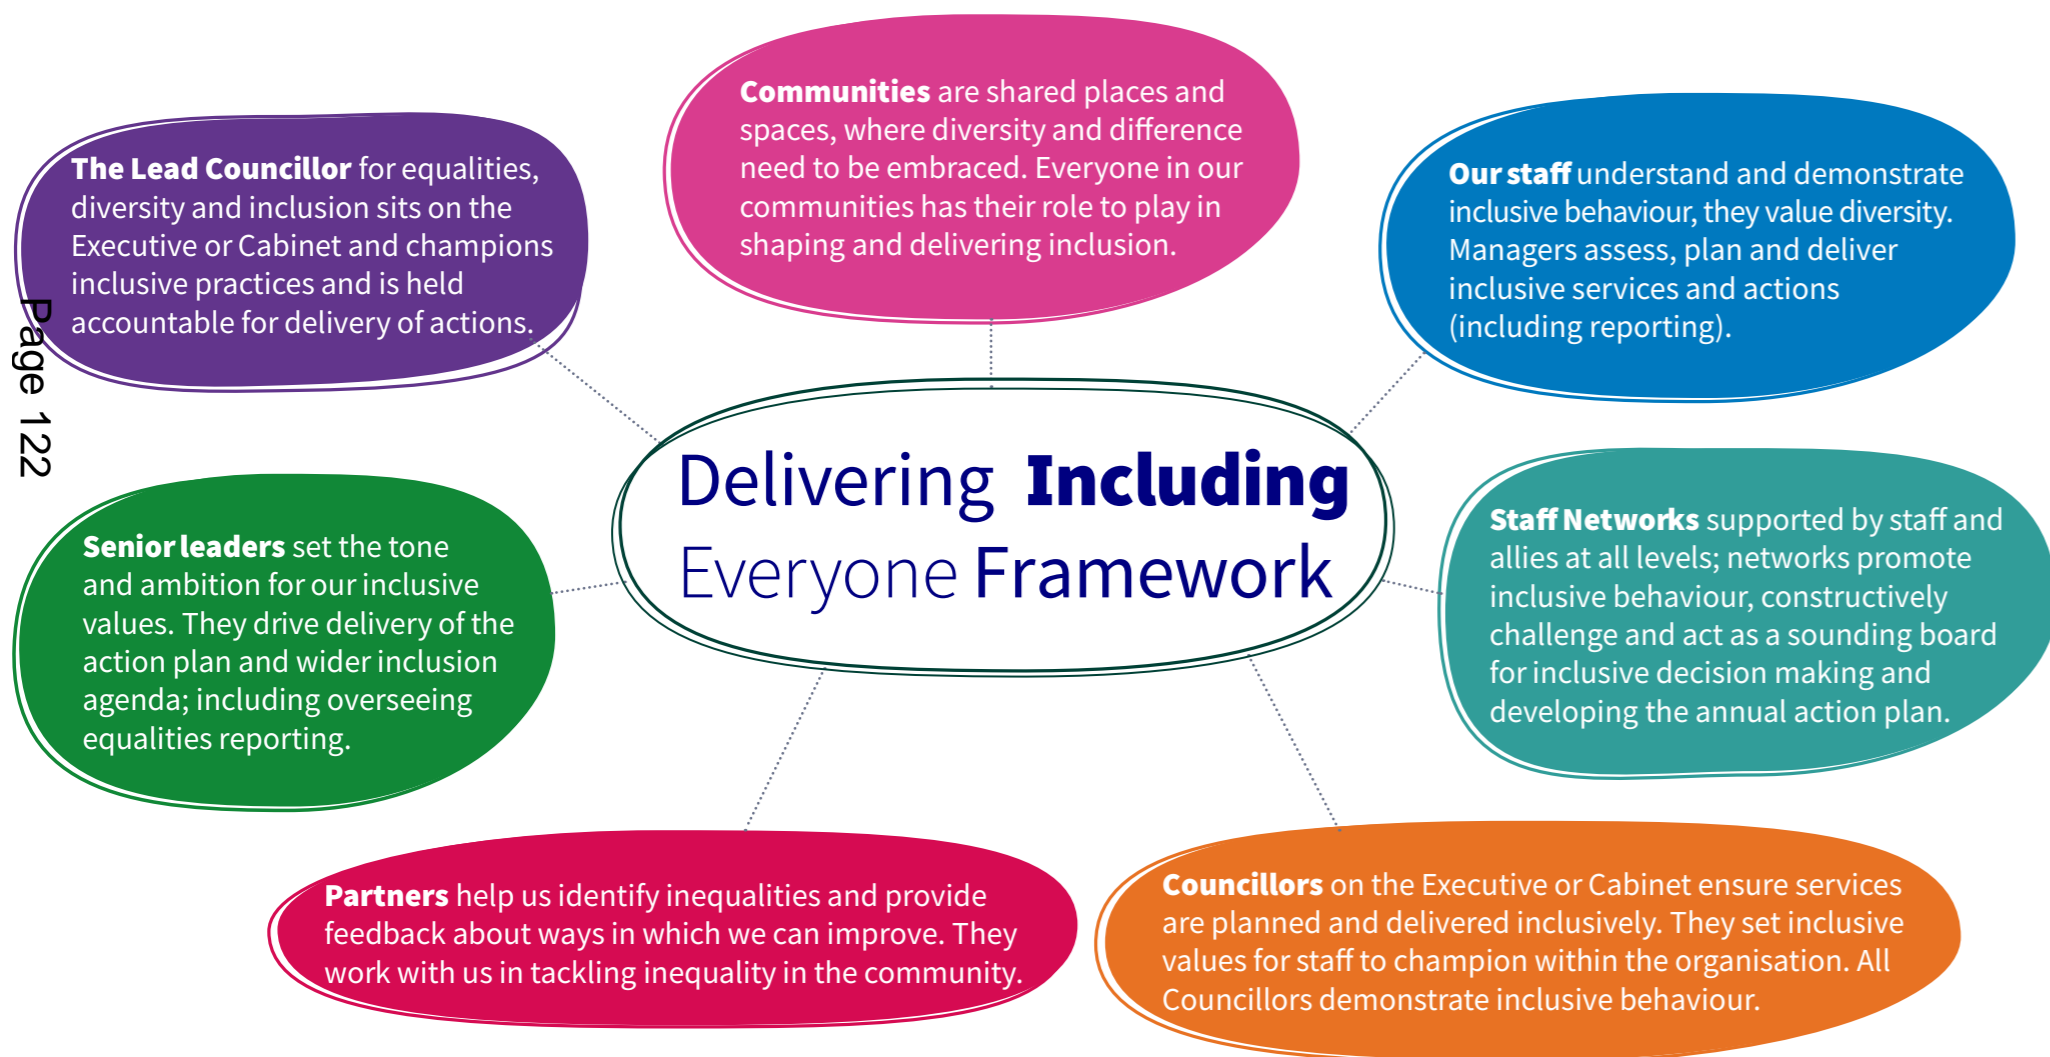 Communities are shared places and
spaces, where diversity and difference
need to be embraced. Everyone in our
communities has their role to play in
shaping and delivering inclusion.
The Lead Councillor for equalities,
diversity and inclusion sits on the
Executive or Cabinet and champions
inclusive practices and is held
accountable for delivery of actions.
Our staff understand and demonstrate
inclusive behaviour, they value diversity.
Managers assess, plan and deliver
inclusive services and actions
(including reporting).
Page 122
Delivering Including
Everyone Framework
Senior leaders set the tone
and ambition for our inclusive
values. They drive delivery of the
action plan and wider inclusion
agenda; including overseeing
equalities reporting.
Staff Networks supported by staff and
allies at all levels; networks promote
inclusive behaviour, constructively
challenge and act as a sounding board
for inclusive decision making and
developing the annual action plan.
Partners help us identify inequalities and provide
feedback about ways in which we can improve. They
work with us in tackling inequality in the community.
Councillors on the Executive or Cabinet ensure services
are planned and delivered inclusively. They set inclusive
values for staff to champion within the organisation. All
Councillors demonstrate inclusive behaviour.